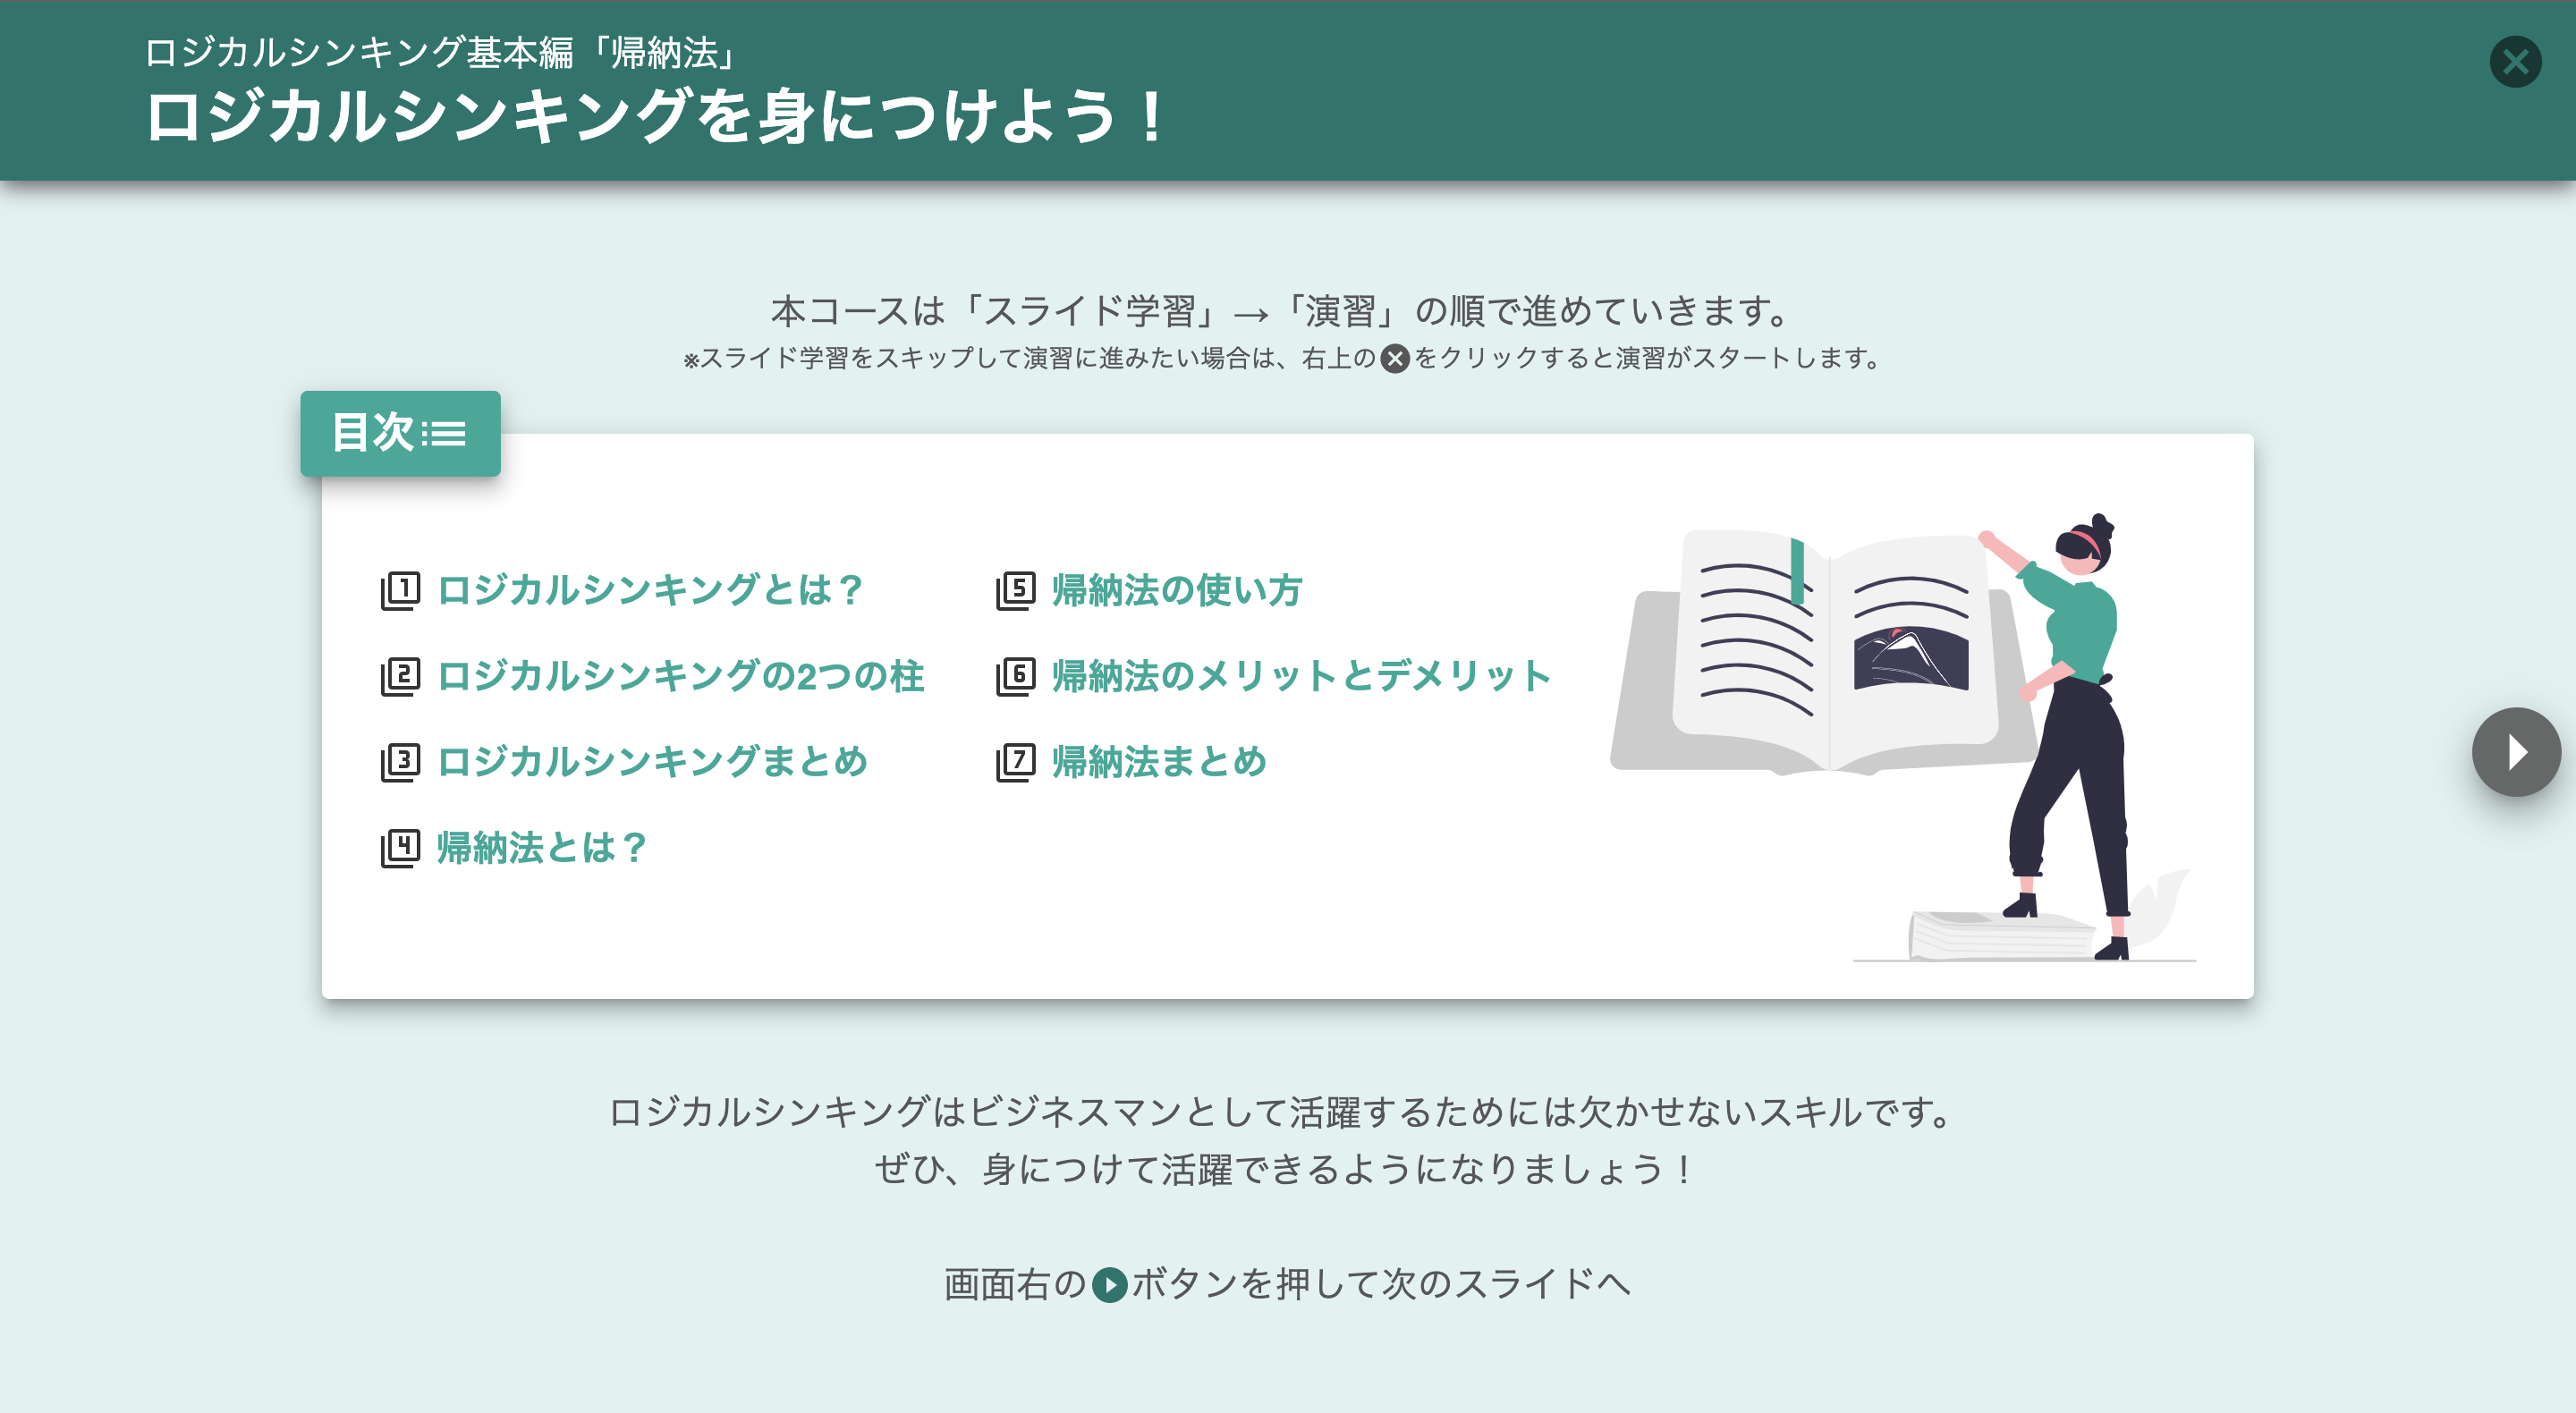 ロジカルシンキング基本編「帰納法」
ロジカルシンキングを身につけよう！
本コースは「スライド学習」→「演習」の順で進めていきます。
※スライド学習をスキップして演習に進みたい場合は、右上の をクリックすると演習がスタートします。
目次
1 ロジカルシンキングとは？
2 ロジカルシンキングの2つの柱
3 ロジカルシンキングまとめ
4 帰納法とは？
5 帰納法の使い方
6 帰納法のメリットとデメリット
7 帰納法まとめ
ロジカルシンキングはビジネスマンとして活躍するためには欠かせないスキルです。
ぜひ、身につけて活躍できるようになりましょう！
画面右の ボタンを押して次のスライドへ